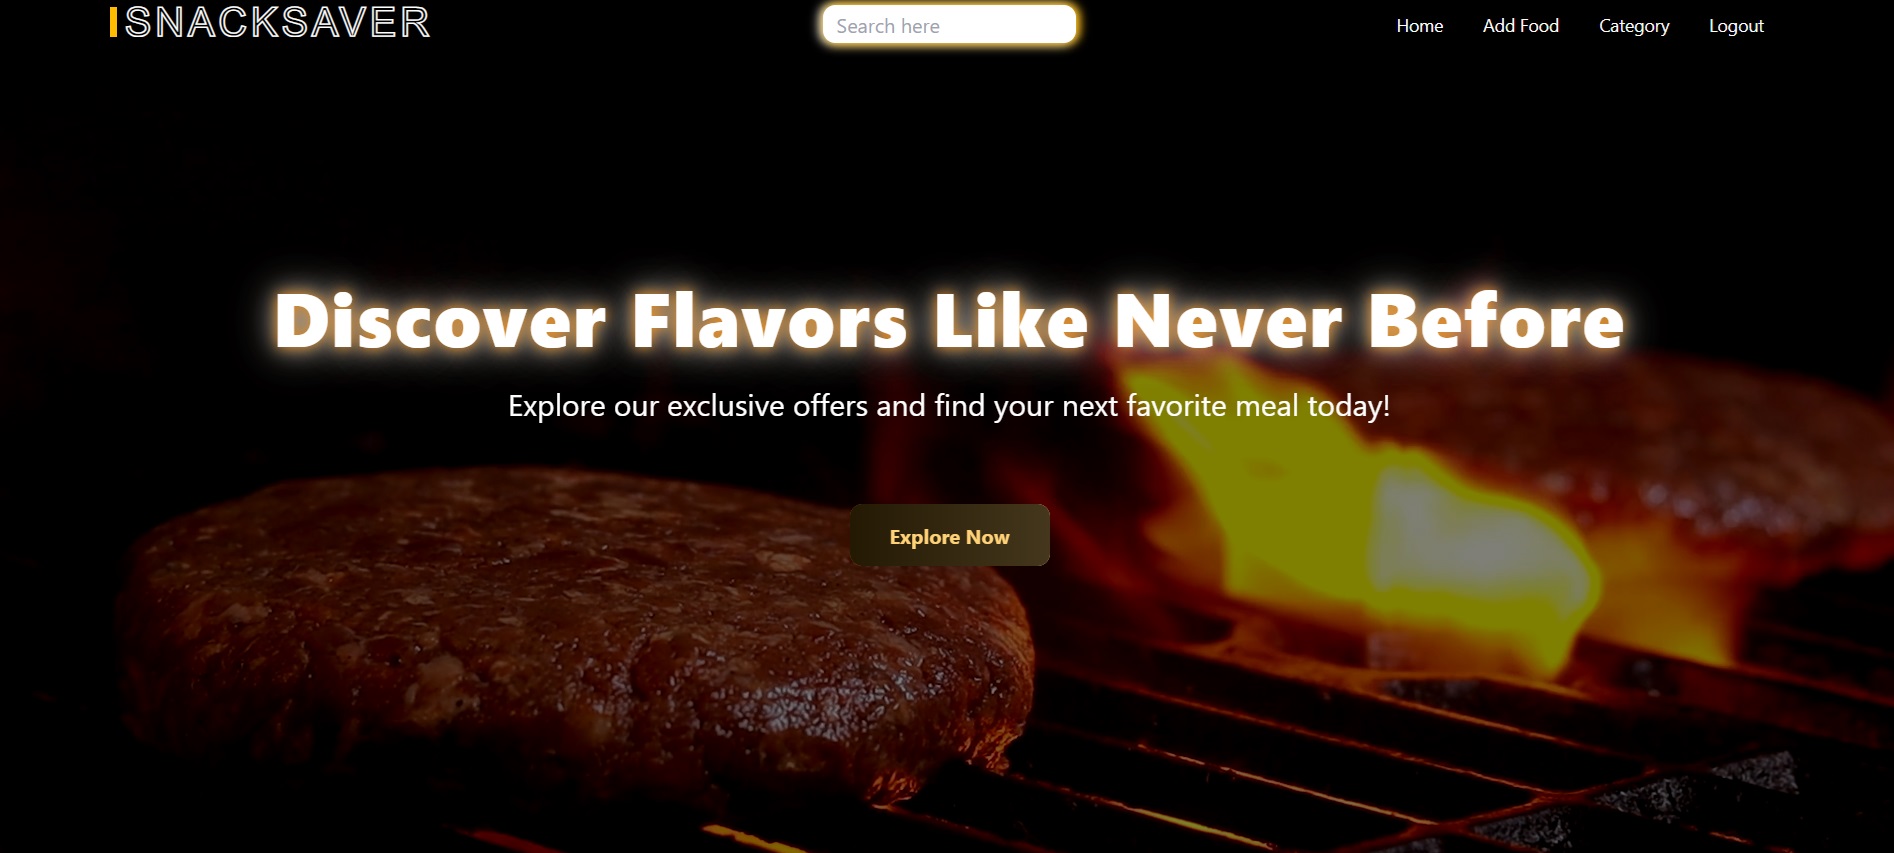 SNACKSAVER
Search here
Home
Add Food
Category
Logout
Discover Flavors Like Never Before
Explore our exclusive offers and find your next favorite meal today!
Explore Now